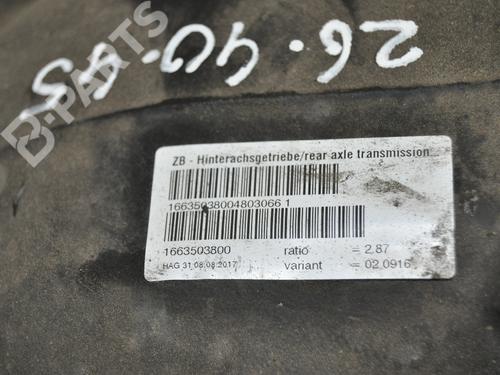 26-40-45
B-PARTS
ZB - Hinterachsgetriebe/rear axle transmission...
16635038004803066 1
1663503800 ratio = 2.87
HAG 31 08.08.2017 variant = 02.0916